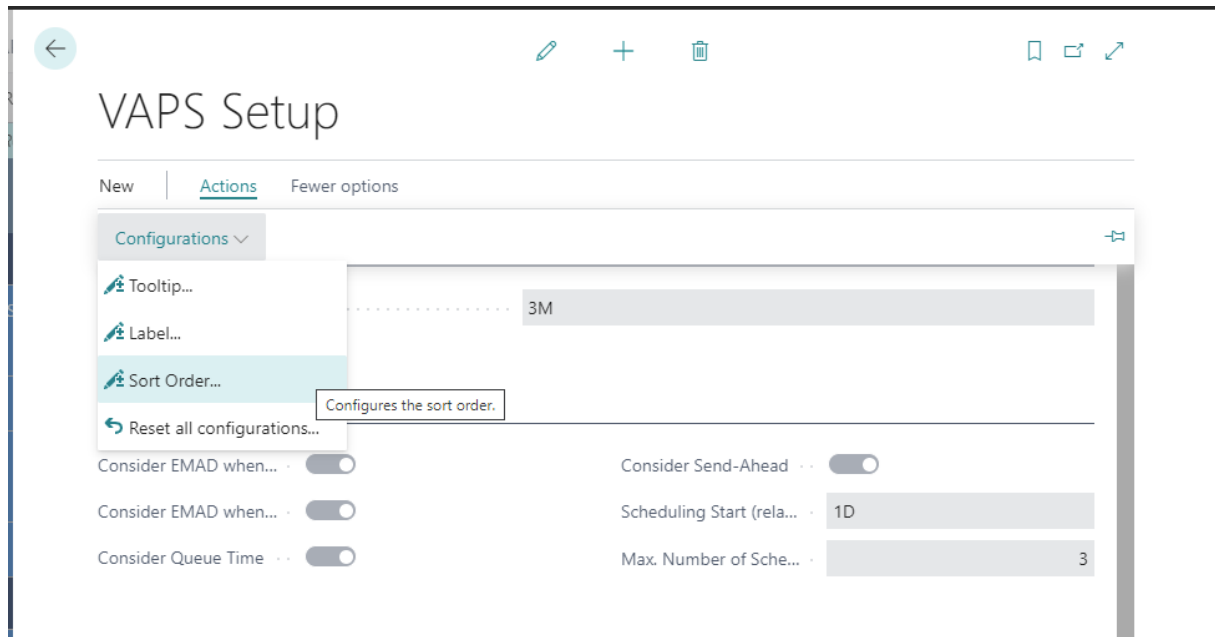 VAPS Setup
New Actions Fewer options
Configurations
Tooltip...
3M
Label...
Sort Order...
Configures the sort order.
Reset all configurations...
Consider EMAD when... Consider Send-Ahead
Consider EMAD when... Scheduling Start (rela... 1D
Consider Queue Time Max. Number of Sche... 3